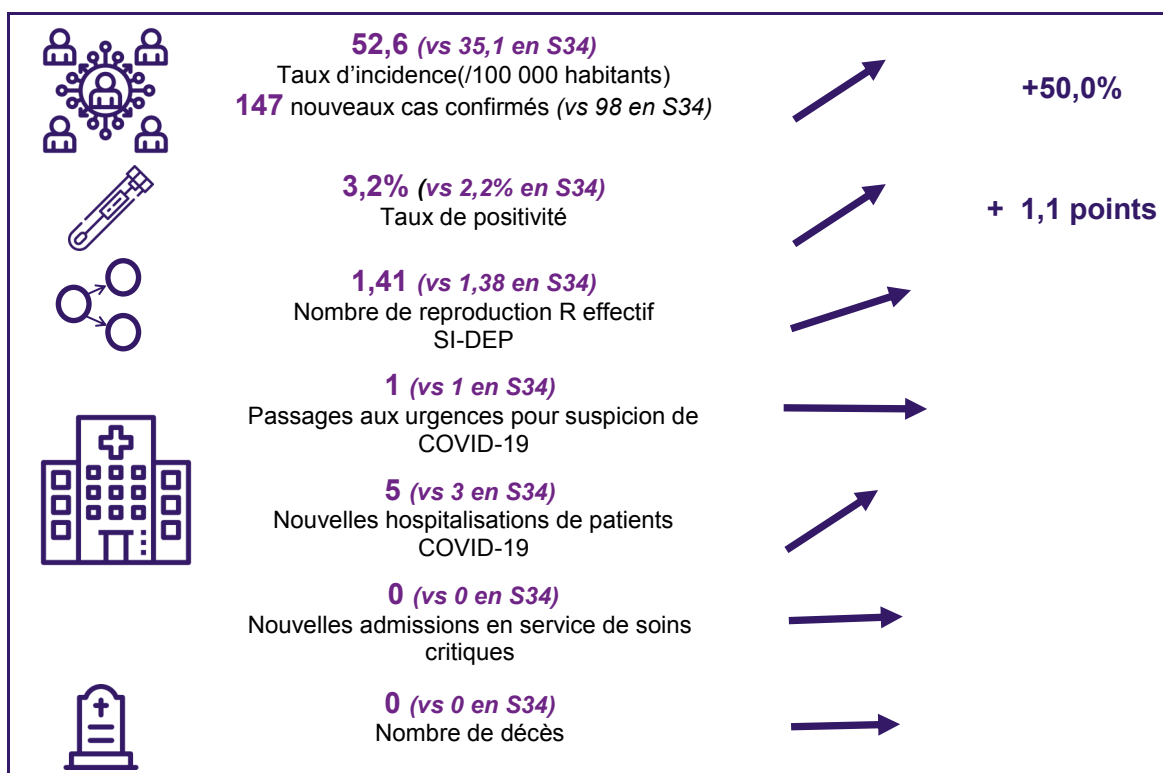 52,6 (vs 35,1 en S34)
Taux d'incidence(/100 000 habitants)
147 nouveaux cas confirmés (vs 98 en S34)
+50,0%
3,2% (vs 2,2% en S34)
Taux de positivité
+ 1,1 points
1,41 (vs 1,38 en S34)
Nombre de reproduction R effectif
SI-DEP
1 (vs 1 en S34)
Passages aux urgences pour suspicion de
COVID-19
5 (vs 3 en S34)
Nouvelles hospitalisations de patients
COVID-19
0 (vs 0 en S34)
Nouvelles admissions en service de soins
critiques
0 (vs 0 en S34)
Nombre de décès